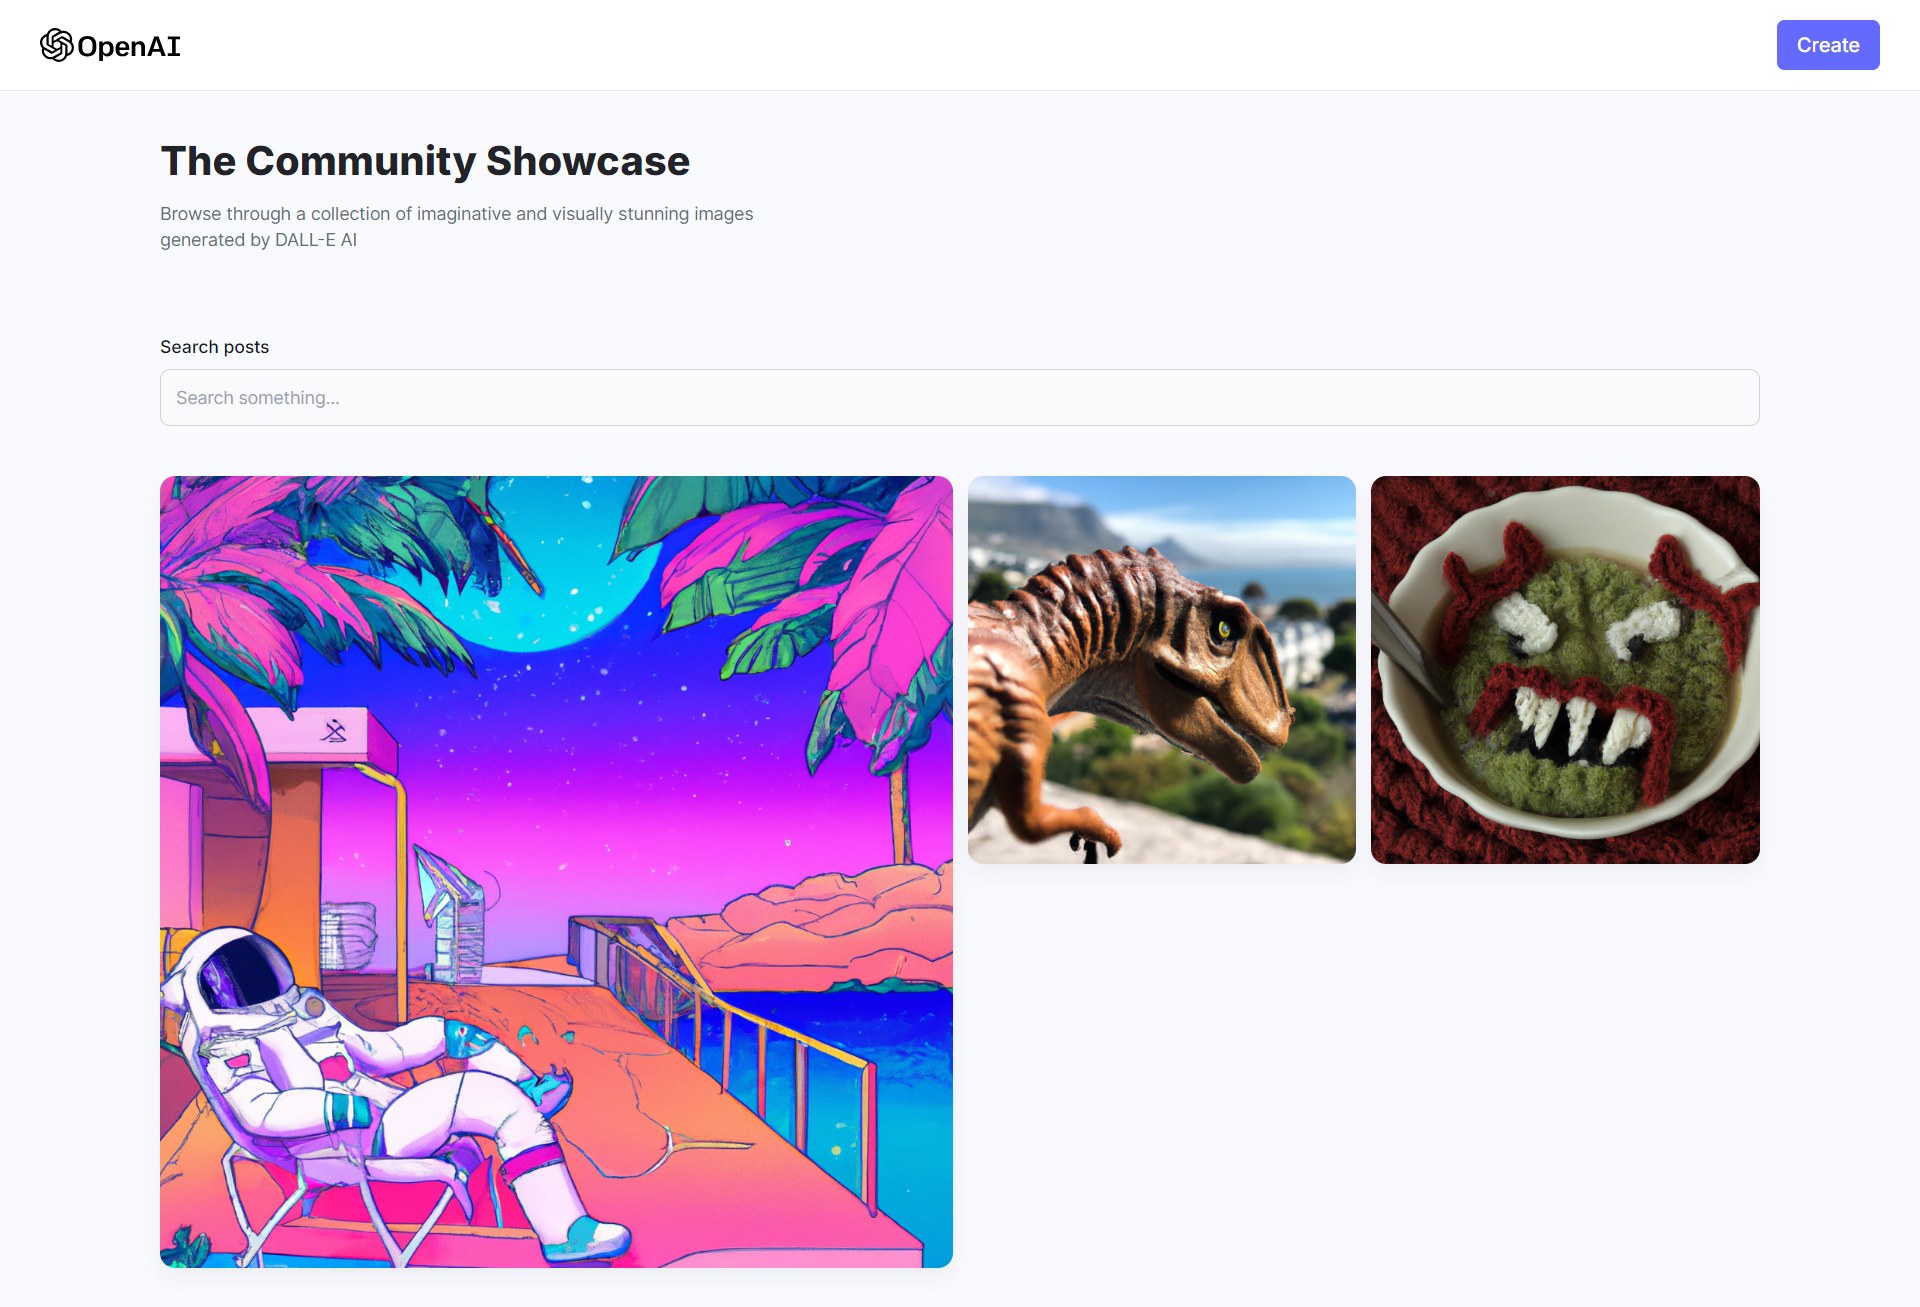 OpenAI
Create
The Community Showcase
Browse through a collection of imaginative and visually stunning images
generated by DALL-E AI
Search posts
Search something...